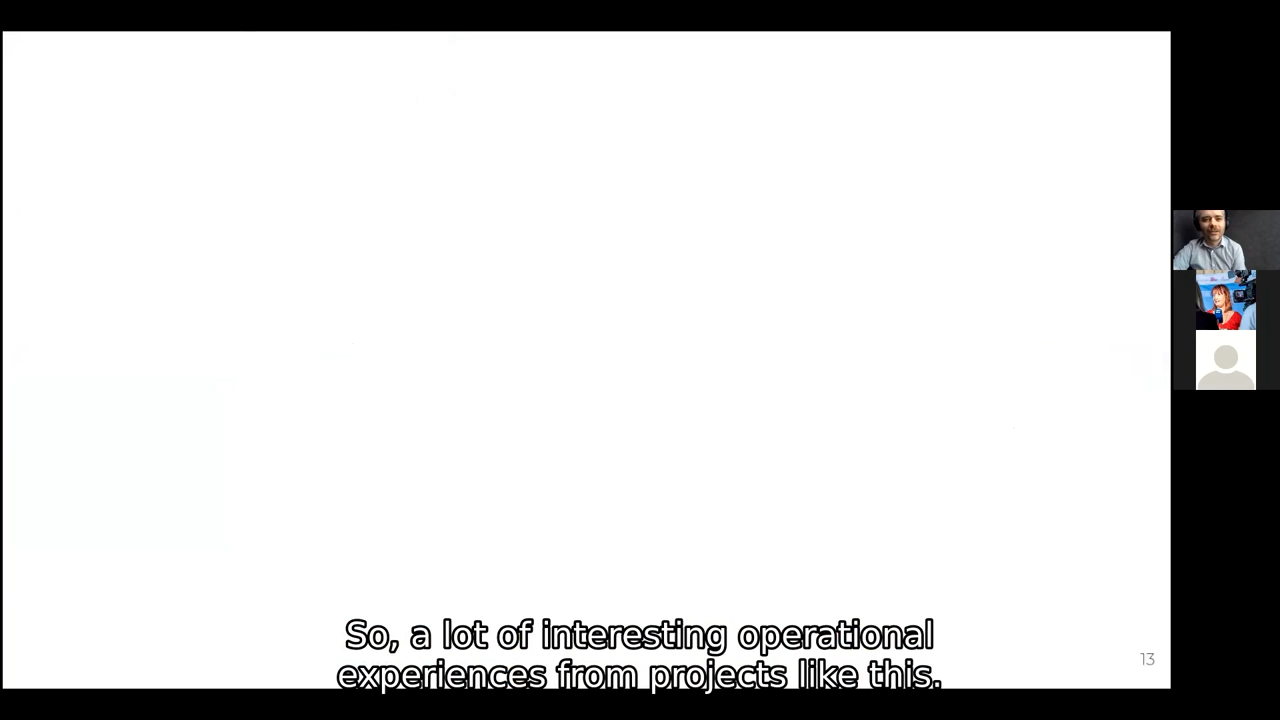 So, a lot of interesting operational
experiences from projects like this.
13